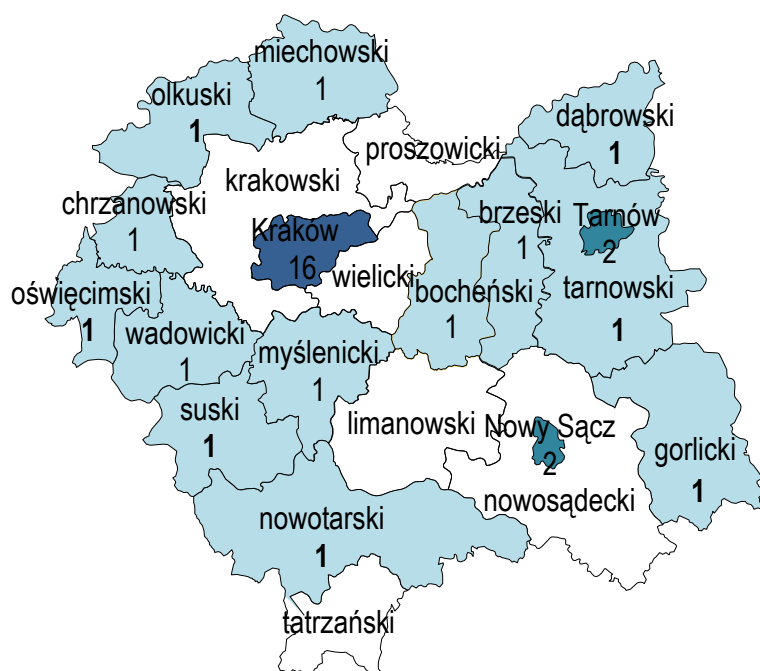 miechowski
1
olkuski
1
dąbrowski
1
proszowicki
krakowski
chrzanowski
1
Kraków
16
brzeski
1
Tarnów
2
wielicki
oświęcimski
1
bocheński
1
tarnowski
1
wadowicki
1
myślenicki
1
suski
1
limanowski
Nowy Sącz
2
gorlicki
1
nowosądecki
nowotarski
1
tatrzański